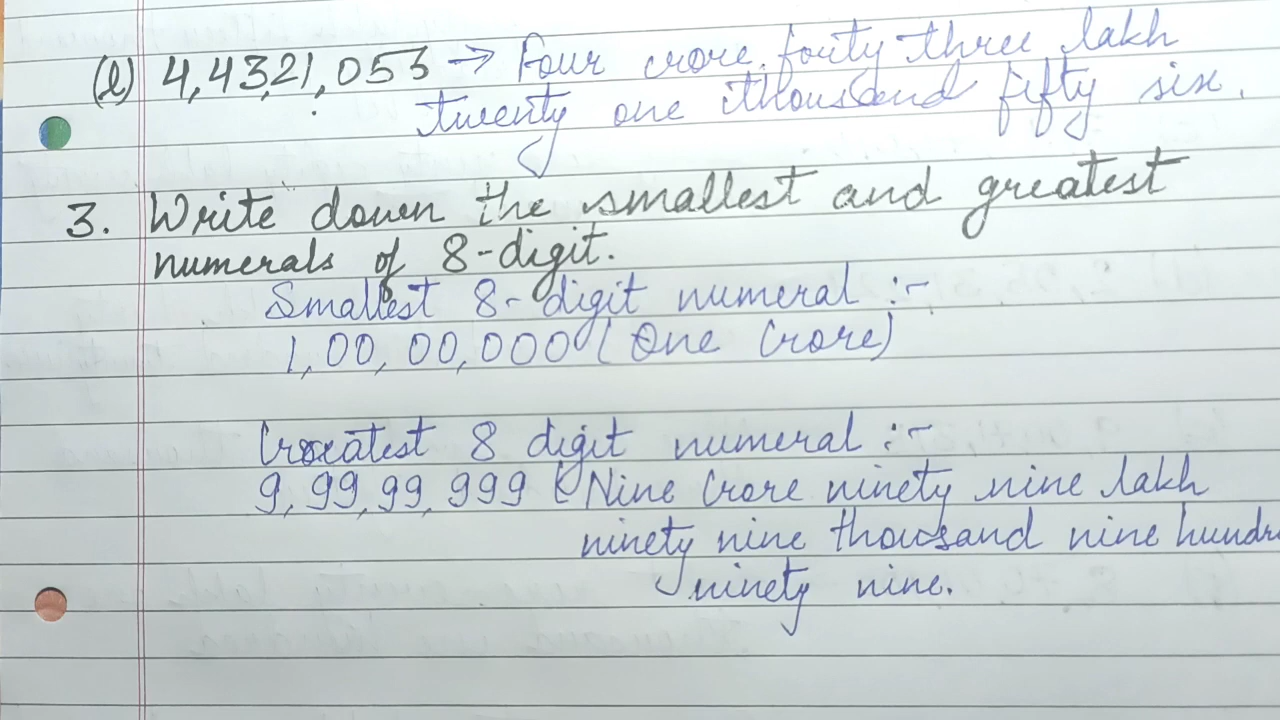 (l) 4,43,21,053 → Four crore forty three lakh
twenty one thousand fifty six.
3. Write down the smallest and greatest
numerals of 8-digit.
Smallest 8-digit numeral :-
1,00,00,000 (One Crore)
Greatest 8 digit numeral :-
9,99,99,999 (Nine Crore ninety nine lakh
ninety nine thousand nine hundr
ninety nine.